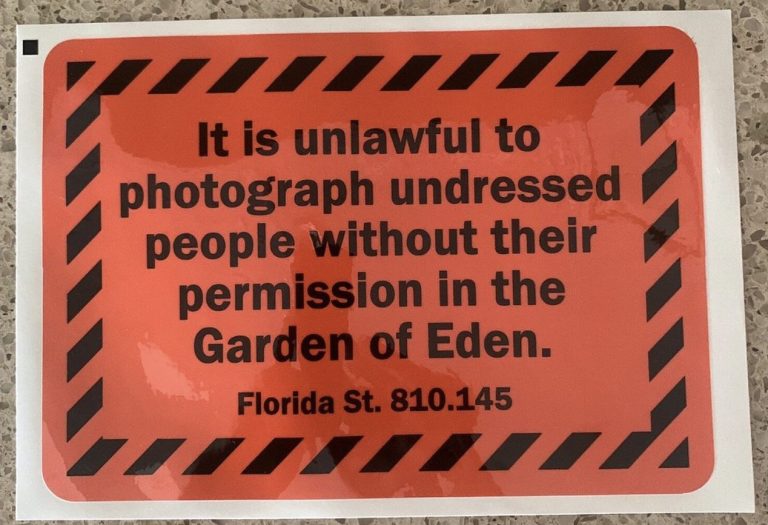 It is unlawful to
photograph undressed
people without their
permission in the
Garden of Eden.
Florida St. 810.145